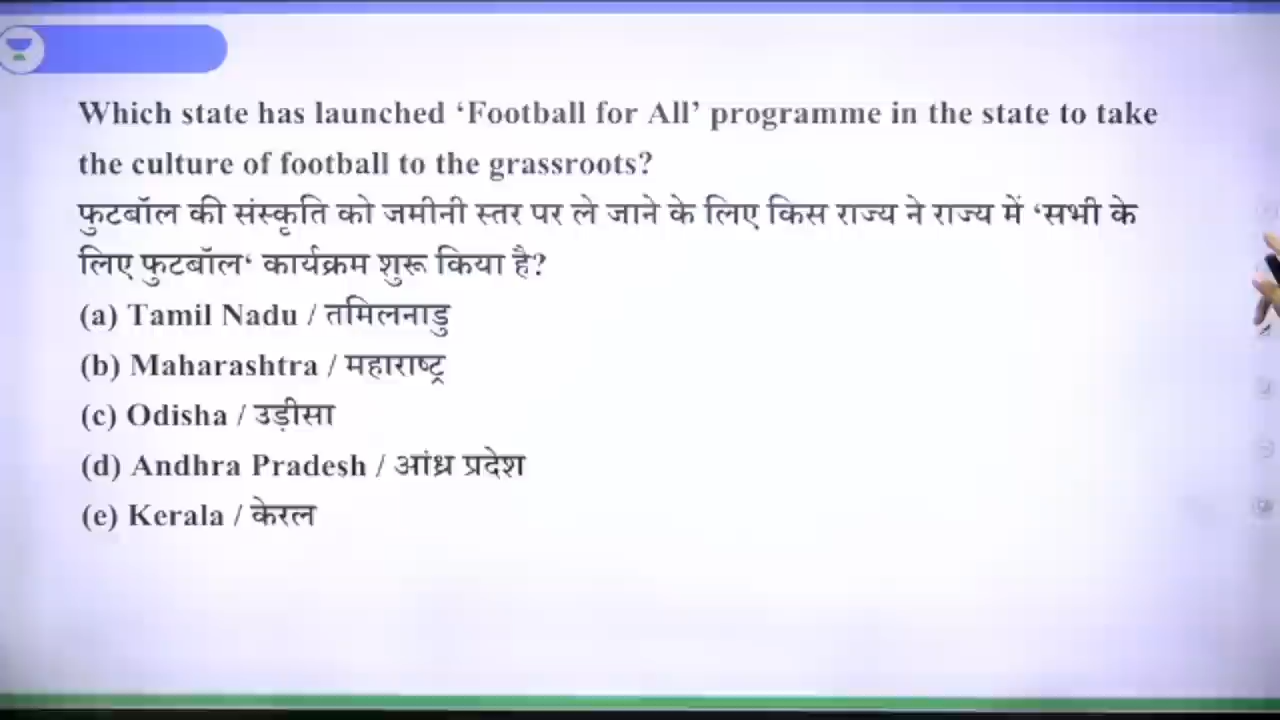 Which state has launched ‘Football for All’ programme in the state to take
the culture of football to the grassroots?
फुटबॉल की संस्कृति को जमीनी स्तर पर ले जाने के लिए किस राज्य ने राज्य में ‘सभी के
लिए फुटबॉल‘ कार्यक्रम शुरू किया है?
(a) Tamil Nadu / तमिलनाडु
(b) Maharashtra / महाराष्ट्र
(c) Odisha / उड़ीसा
(d) Andhra Pradesh / आंध्र प्रदेश
(e) Kerala / केरल